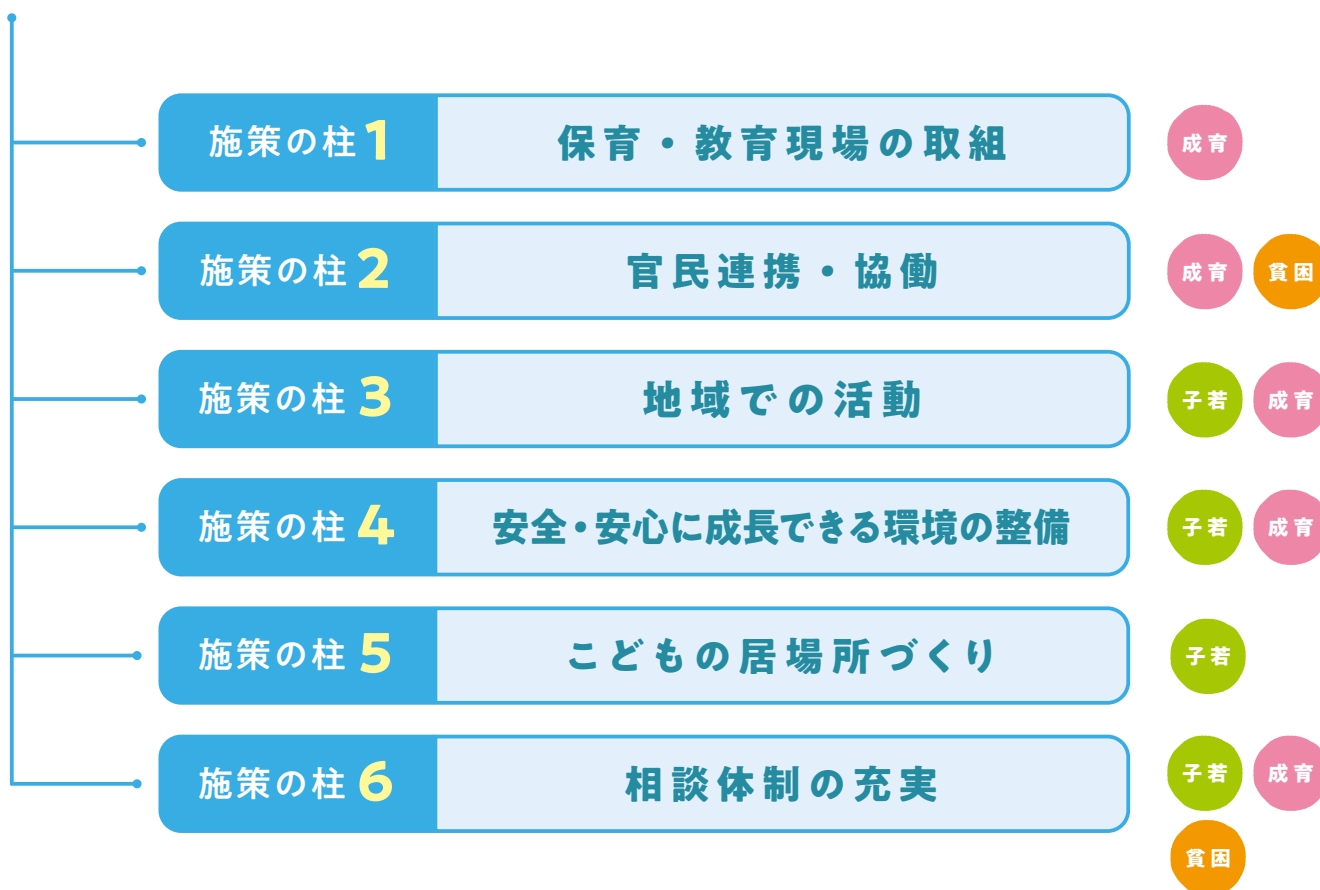 施策の柱1 保育・教育現場の取組 成育
施策の柱2 官民連携・協働 成育 貧困
施策の柱3 地域での活動 子若 成育
施策の柱4 安全・安心に成長できる環境の整備 子若 成育
施策の柱5 こどもの居場所づくり 子若
施策の柱6 相談体制の充実 子若 成育
貧困